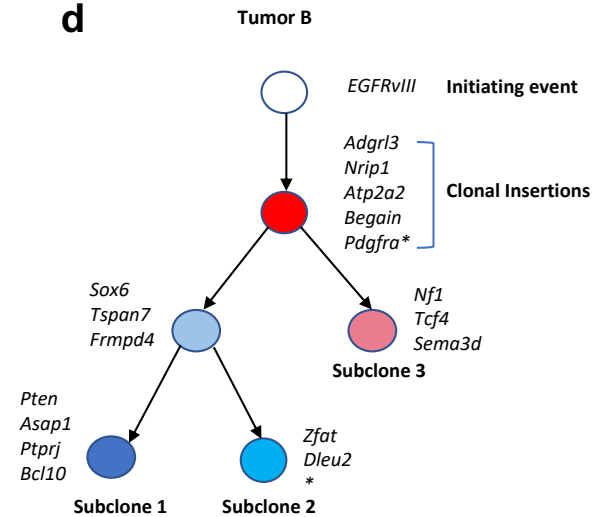 d
Tumor B
EGFRvIII
Initiating event
Adgrl3
Nrip1
Atp2a2
Begain
Pdgfra*
Clonal Insertions
Sox6
Tspan7
Frmpd4
Nf1
Tcf4
Sema3d
Subclone 3
Pten
Asap1
Ptprj
Bcl10
Subclone 1
Zfat
Dleu2
*
Subclone 2